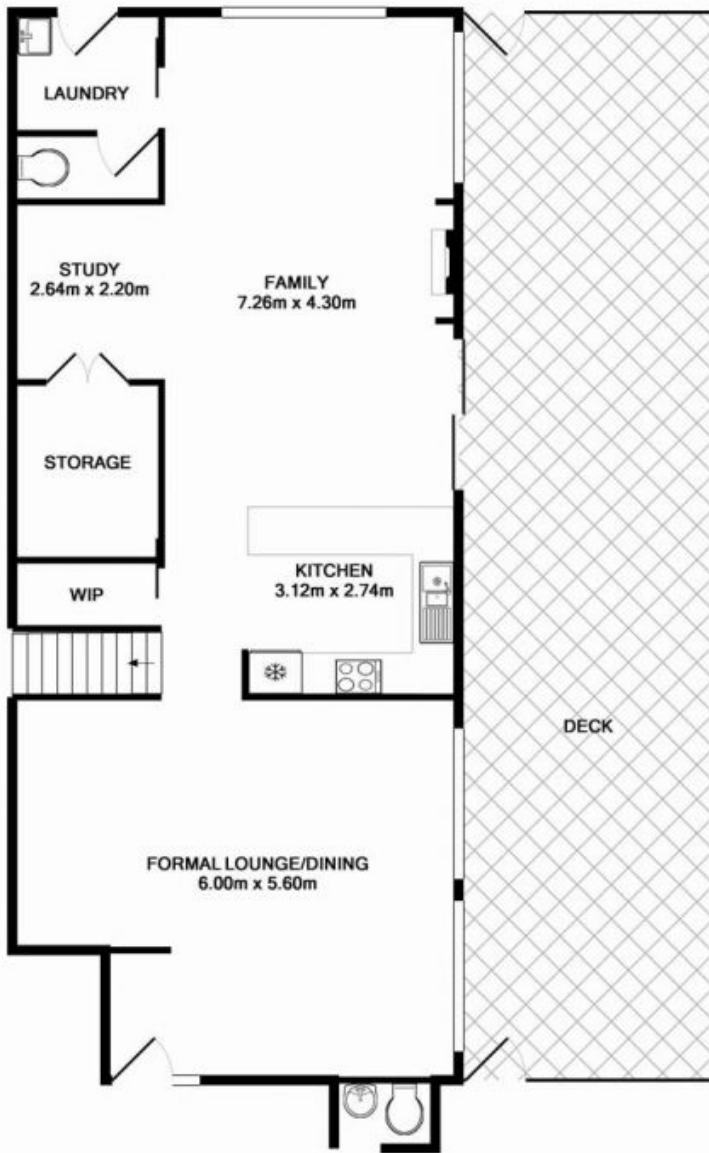 LAUNDRY
STUDY
2.64m x 2.20m
FAMILY
7.26m x 4.30m
STORAGE
KITCHEN
3.12m x 2.74m
WIP
DECK
FORMAL LOUNGE/DINING
6.00m x 5.60m